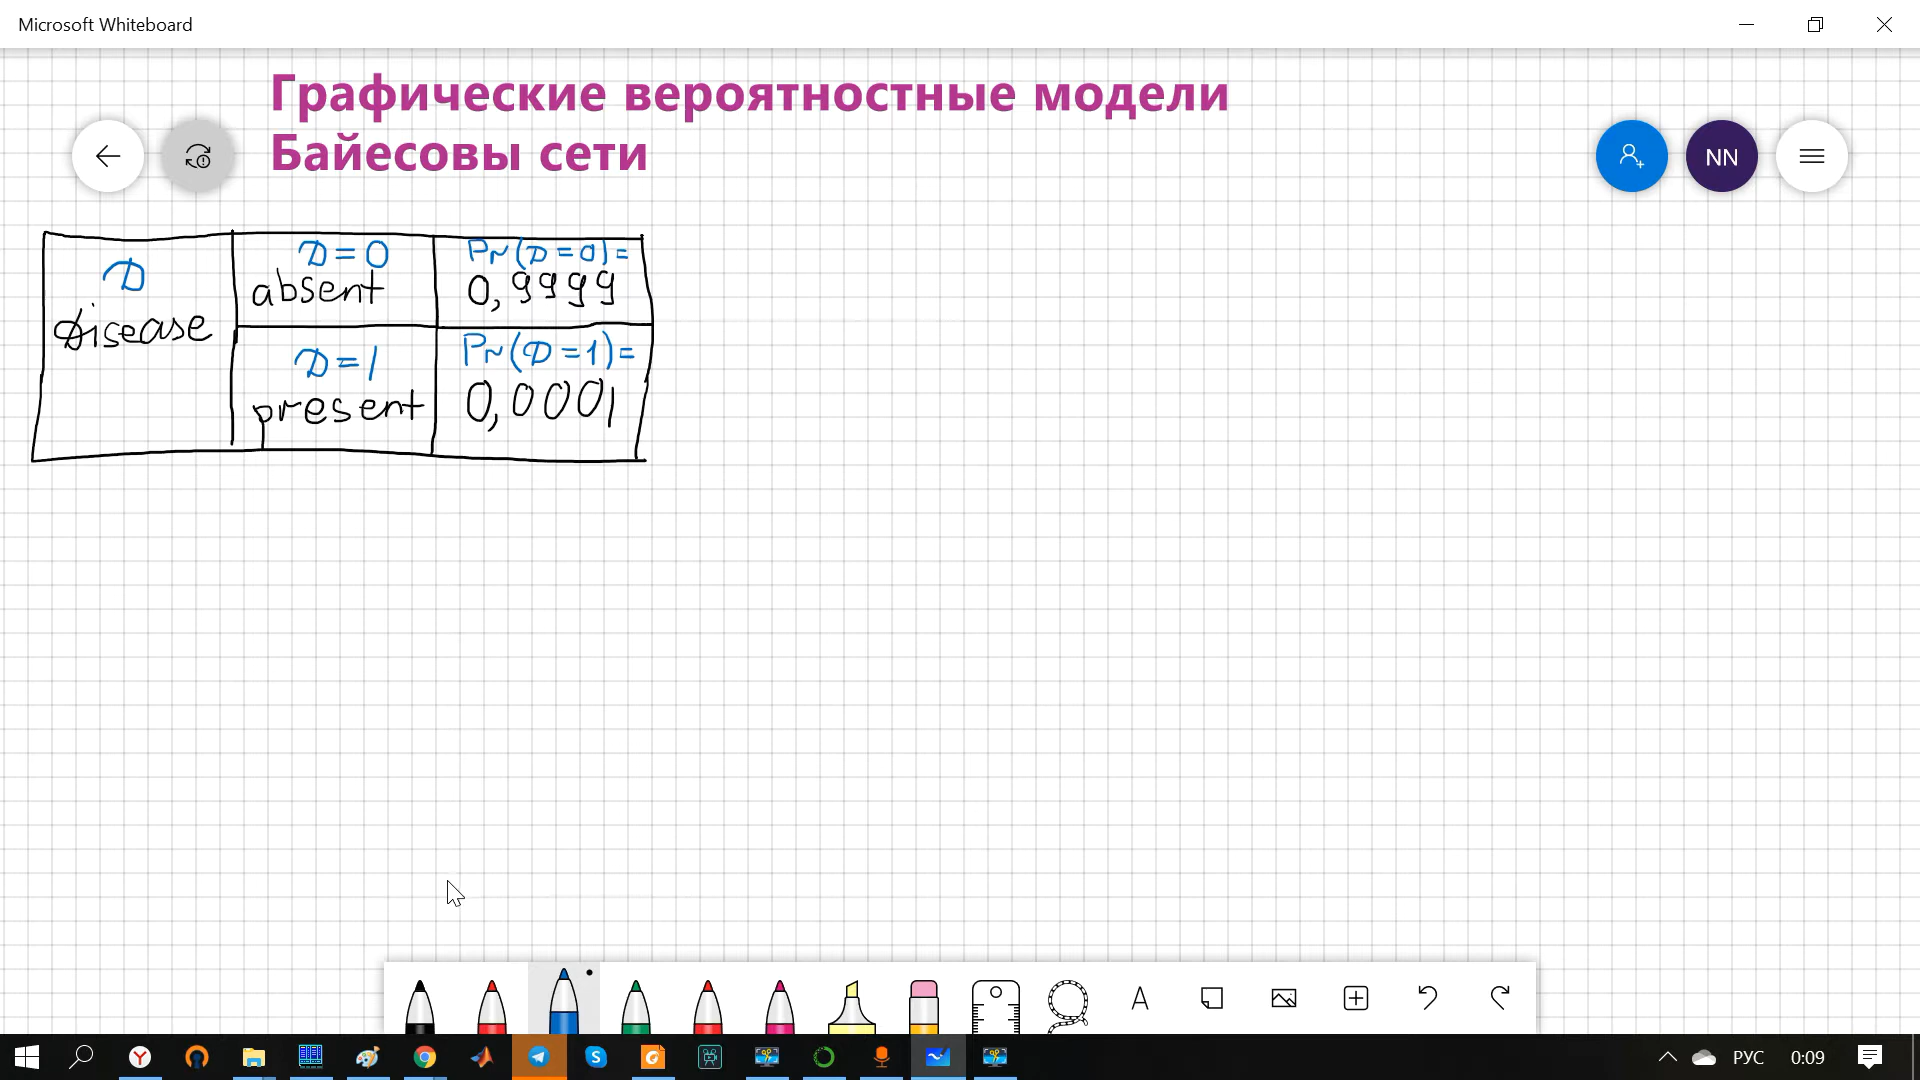 Microsoft Whiteboard
Графические вероятностные модели
Байесовы сети
NN
D
disease
D = 0
absent
Pr(D = 0) =
0,9999
D = 1
present
Pr(D = 1) =
0,0001
РУС
0:09